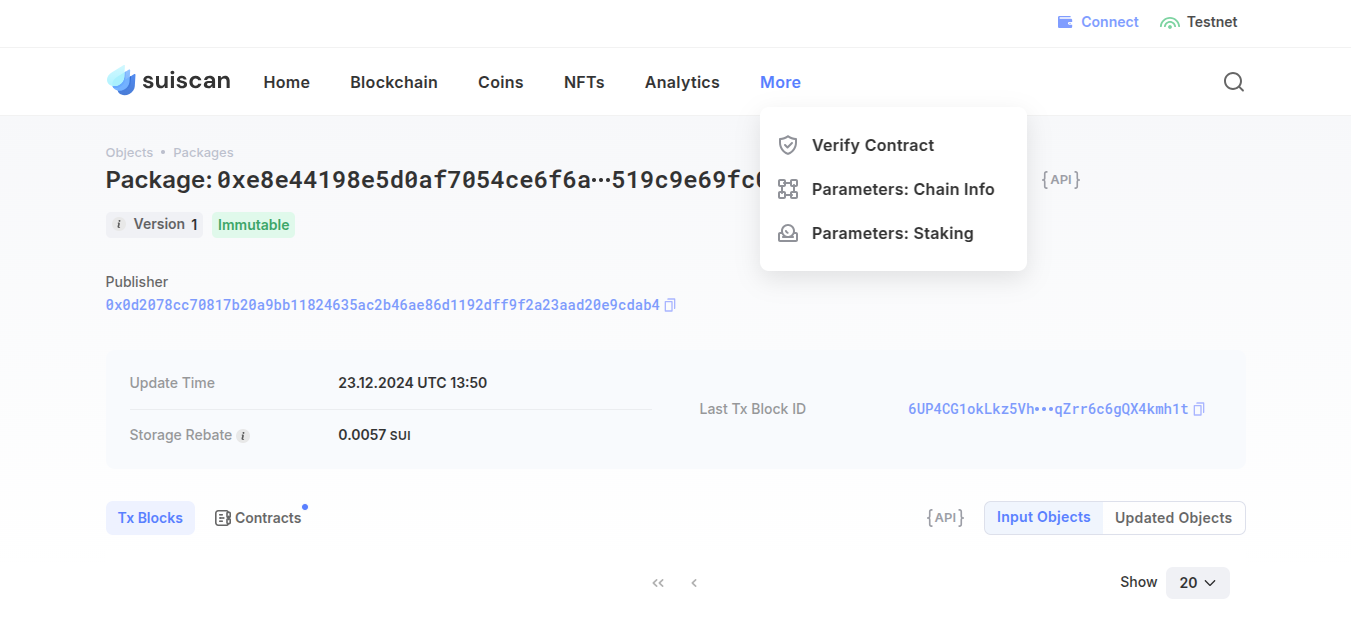 Connect Testnet
suiscan Home Blockchain Coins NFTs Analytics More
Verify Contract
Parameters: Chain Info
Parameters: Staking
Objects • Packages
Package: 0xe8e44198e5d0af7054ce6f6a···519c9e69fc {API}
i Version 1 Immutable
Publisher
0x0d2078cc70817b20a9bb11824635ac2b46ae86d1192dff9f2a23aad20e9cdab4
Update Time 23.12.2024 UTC 13:50
Last Tx Block ID 6UP4CG1okLkz5Vh•••qZrr6c6gQX4kmh1t
Storage Rebate i 0.0057 SUI
Tx Blocks Contracts {API} Input Objects Updated Objects
Show 20